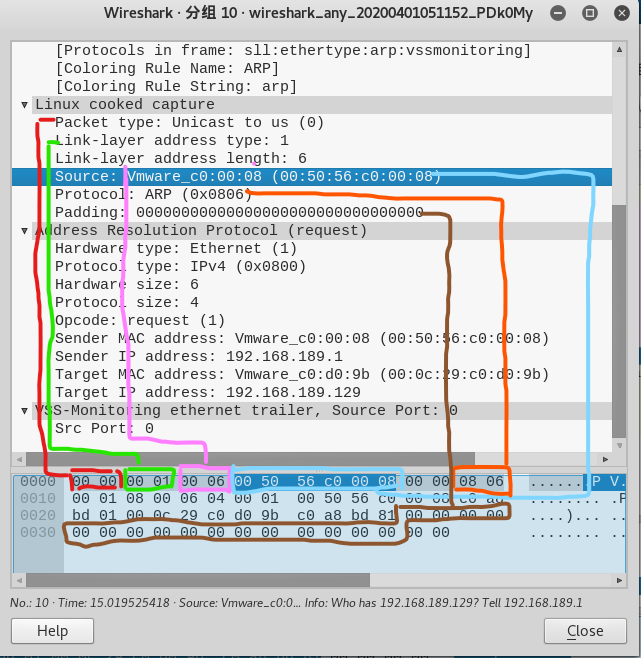 Wireshark · 分组 10 · wireshark_any_20200401051152_PDk0My
[Protocols in frame: sll:ethertype:arp:vssmonitoring]
[Coloring Rule Name: ARP]
[Coloring Rule String: arp]
Linux cooked capture
Packet type: Unicast to us (0)
Link-layer address type: 1
Link-layer address length: 6
Source: Vmware_c0:00:08 (00:50:56:c0:00:08)
Protocol: ARP (0x0806)
Padding: 00000000000000000000000000000000
Address Resolution Protocol (request)
Hardware type: Ethernet (1)
Protocol type: IPv4 (0x0800)
Hardware size: 6
Protocol size: 4
Opcode: request (1)
Sender MAC address: Vmware_c0:00:08 (00:50:56:c0:00:08)
Sender IP address: 192.168.189.1
Target MAC address: Vmware_c0:d0:9b (00:0c:29:c0:d0:9b)
Target IP address: 192.168.189.129
VSS-Monitoring ethernet trailer, Source Port: 0
Src Port: 0
0000 00 00 00 01 00 06 00 50 56 c0 00 08 00 00 08 06 ......P V.
0010 00 01 08 00 06 04 00 01 00 50 56 c0 00 08 c0 a8 ........ .P
0020 bd 01 00 0c 29 c0 d0 9b c0 a8 bd 81 00 00 00 00 ....)... ..
0030 00 00 00 00 00 00 00 00 00 00 00 00 00 00 ........ ..
No.: 10 · Time: 15.019525418 · Source: Vmware_c0:0... Info: Who has 192.168.189.129? Tell 192.168.189.1
Help
Close